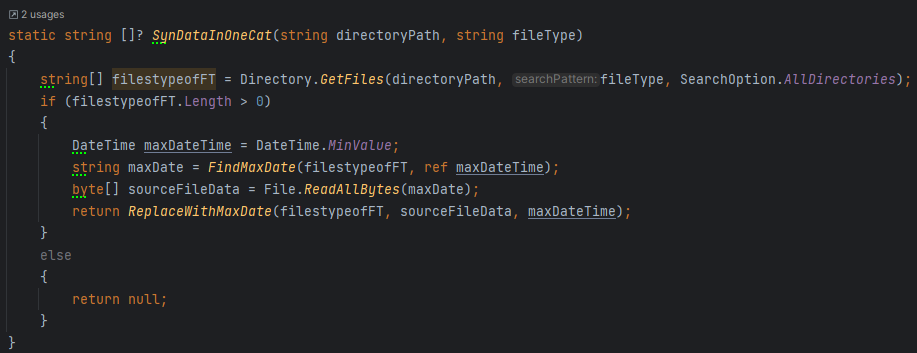 2 usages
static string []? SynDataInOneCat(string directoryPath, string fileType)
{
    string[] filestypeofFT = Directory.GetFiles(directoryPath, searchPattern:fileType, SearchOption.AllDirectories);
    if (filestypeofFT.Length > 0)
    {
        DateTime maxDateTime = DateTime.MinValue;
        string maxDate = FindMaxDate(filestypeofFT, ref maxDateTime);
        byte[] sourceFileData = File.ReadAllBytes(maxDate);
        return ReplaceWithMaxDate(filestypeofFT, sourceFileData, maxDateTime);
    }
    else
    {
        return null;
    }
}